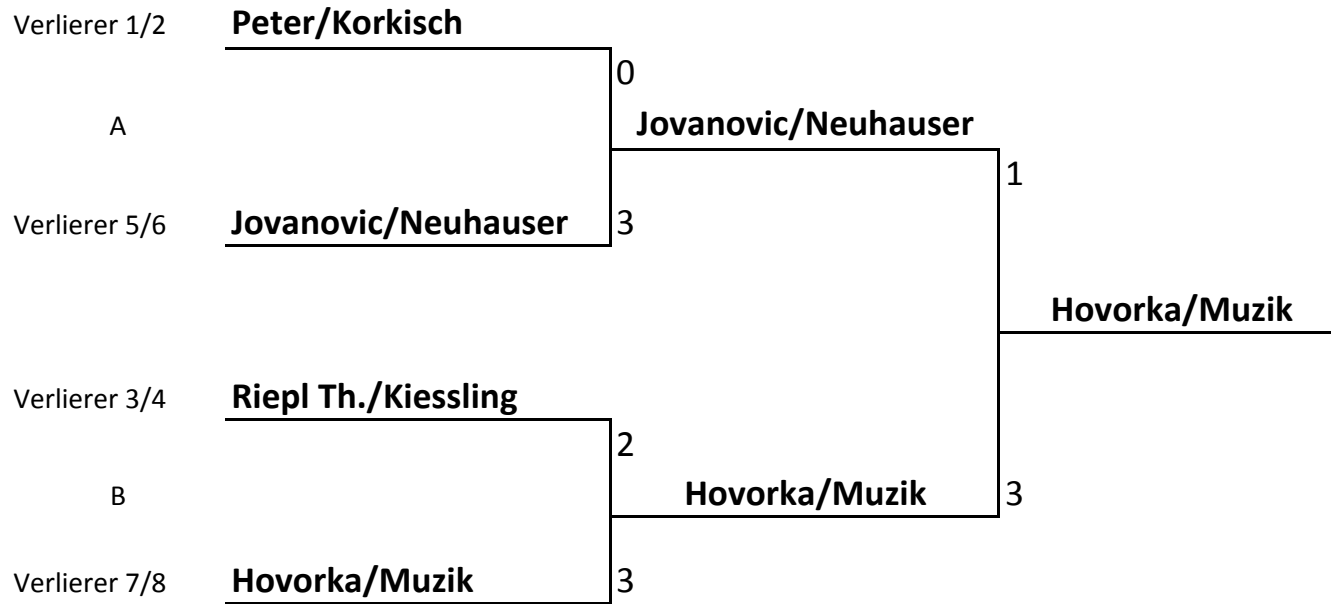 Verlierer 1/2 Peter/Korkisch
0
A Jovanovic/Neuhauser
1
Verlierer 5/6 Jovanovic/Neuhauser 3
Hovorka/Muzik
Verlierer 3/4 Riepl Th./Kiessling
2
B Hovorka/Muzik 3
Verlierer 7/8 Hovorka/Muzik 3